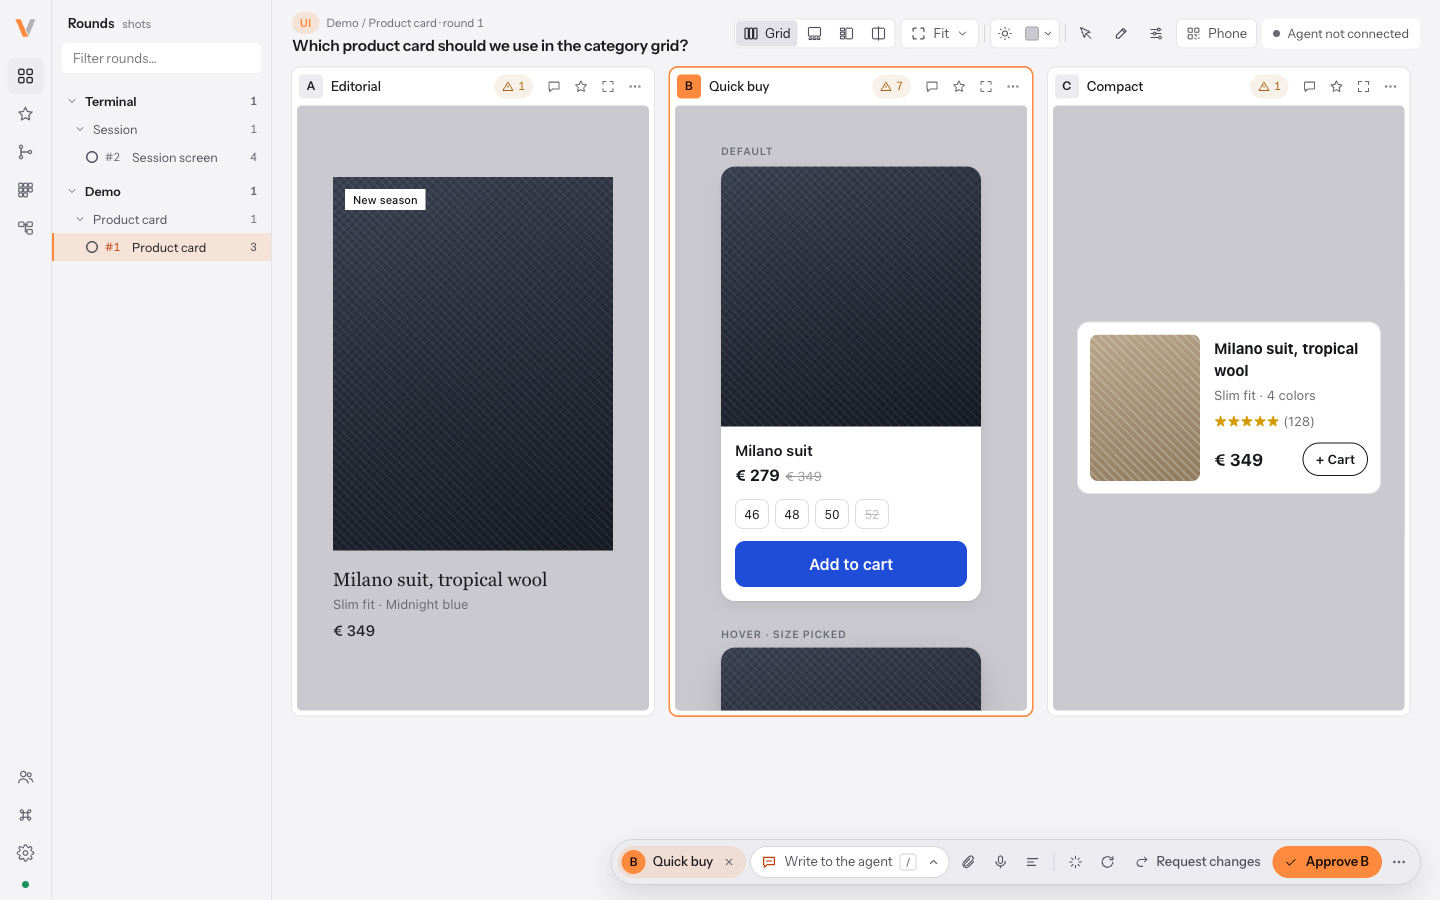 Rounds shots
Filter rounds...
Terminal 1
Session 1
#2 Session screen 4
Demo 1
Product card 1
#1 Product card 3
UI Demo / Product card · round 1
Which product card should we use in the category grid?
Grid
Fit
Phone
Agent not connected
A Editorial 1
New season
Milano suit, tropical wool
Slim fit · Midnight blue
€ 349
B Quick buy 7
DEFAULT
Milano suit
€ 279 € 349
46 48 50 52
Add to cart
HOVER · SIZE PICKED
C Compact 1
Milano suit, tropical
wool
Slim fit · 4 colors
★★★★★ (128)
€ 349 + Cart
B Quick buy × Write to the agent / Request changes Approve B